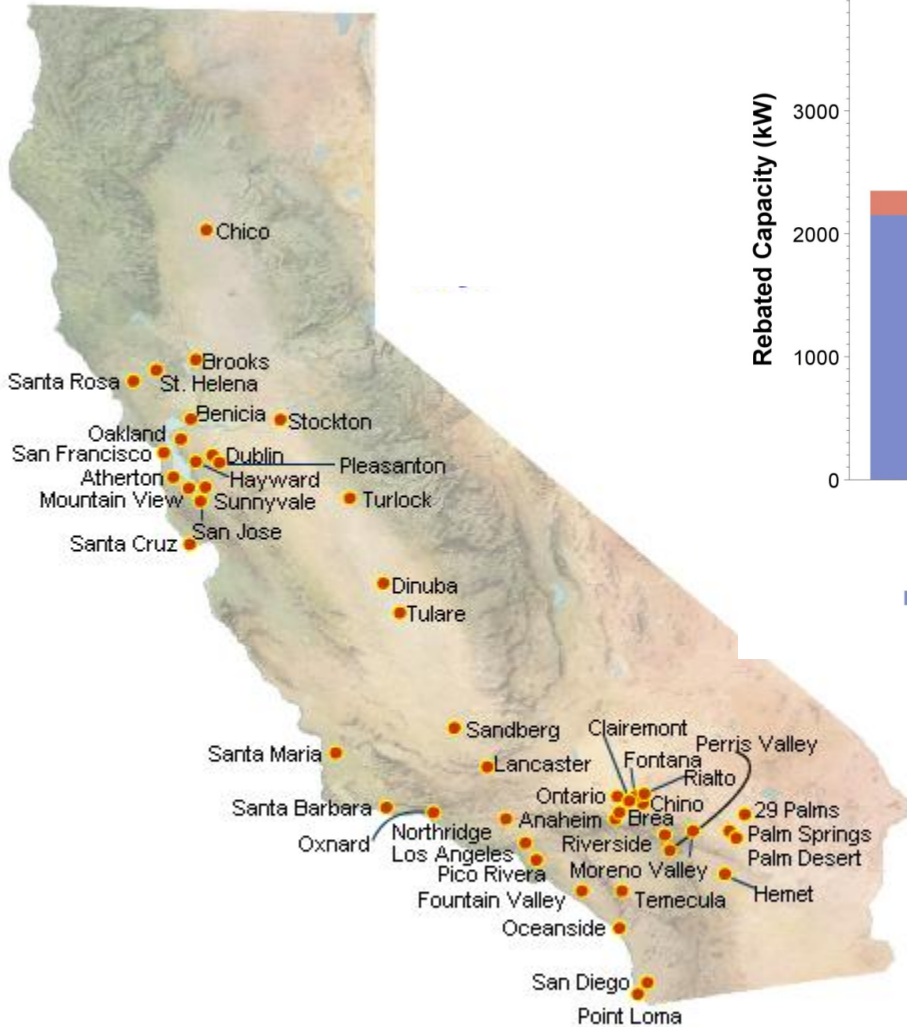 Rebated Capacity (kW)
3000
2000
1000
0
Chico
Brooks
Santa Rosa
St. Helena
Benicia
Stockton
Oakland
San Francisco
Dublin
Pleasanton
Atherton
Hayward
Mountain View
Sunnyvale
Turlock
San Jose
Santa Cruz
Dinuba
Tulare
Sandberg
Clairemont
Perris Valley
Santa Maria
Lancaster
Fontana
Rialto
Ontario
Chino
Santa Barbara
Anaheim
Brea
29 Palms
Oxnard
Northridge
Riverside
Palm Springs
Los Angeles
Palm Desert
Pico Rivera
Moreno Valley
Hemet
Fountain Valley
Temecula
Oceanside
San Diego
Point Loma